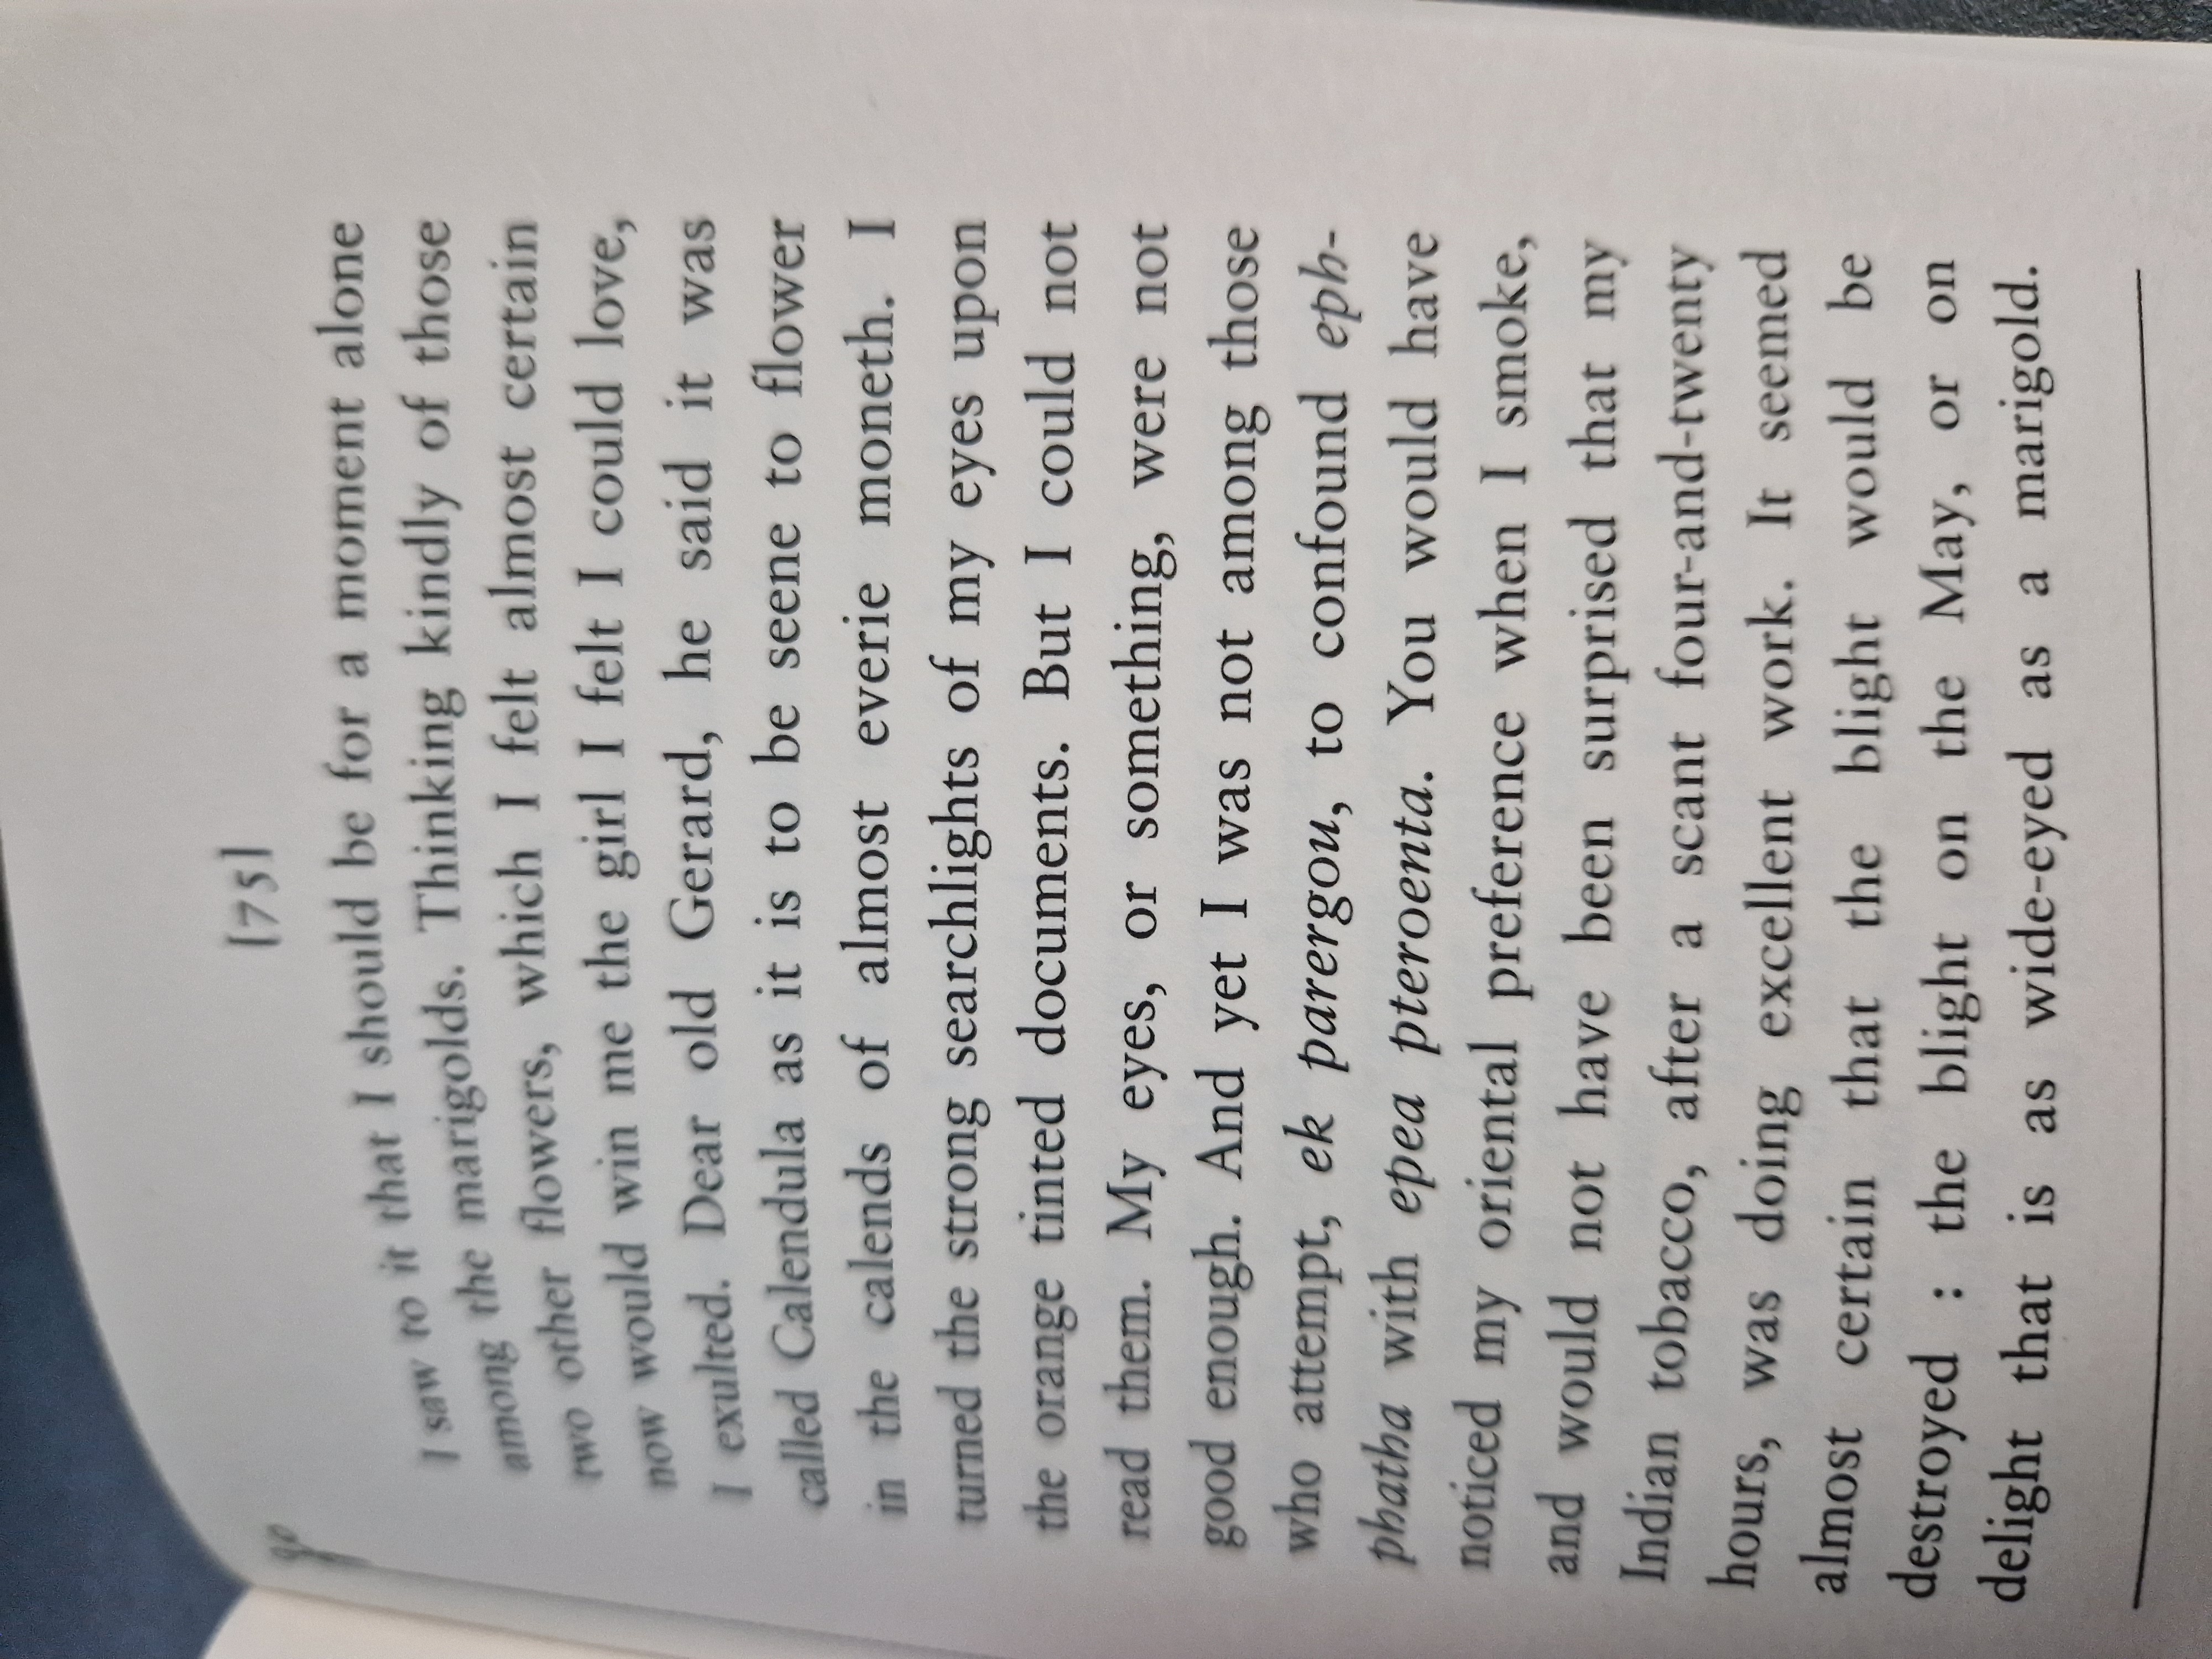 [75]
I saw to it that I should be for a moment alone
among the marigolds. Thinking kindly of those
two other flowers, which I felt almost certain
now would win me the girl I felt I could love,
I exulted. Dear old Gerard, he said it was
called Calendula as it is to be seene to flower
in the calends of almost everie moneth. I
turned the strong searchlights of my eyes upon
the orange tinted documents. But I could not
read them. My eyes, or something, were not
good enough. And yet I was not among those
who attempt, ek parergou, to confound eph-
phatha with epea pteroenta. You would have
noticed my oriental preference when I smoke,
and would not have been surprised that my
Indian tobacco, after a scant four-and-twenty
hours, was doing excellent work. It seemed
almost certain that the blight would be
destroyed : the blight on the May, or on
delight that is as wide-eyed as a marigold.